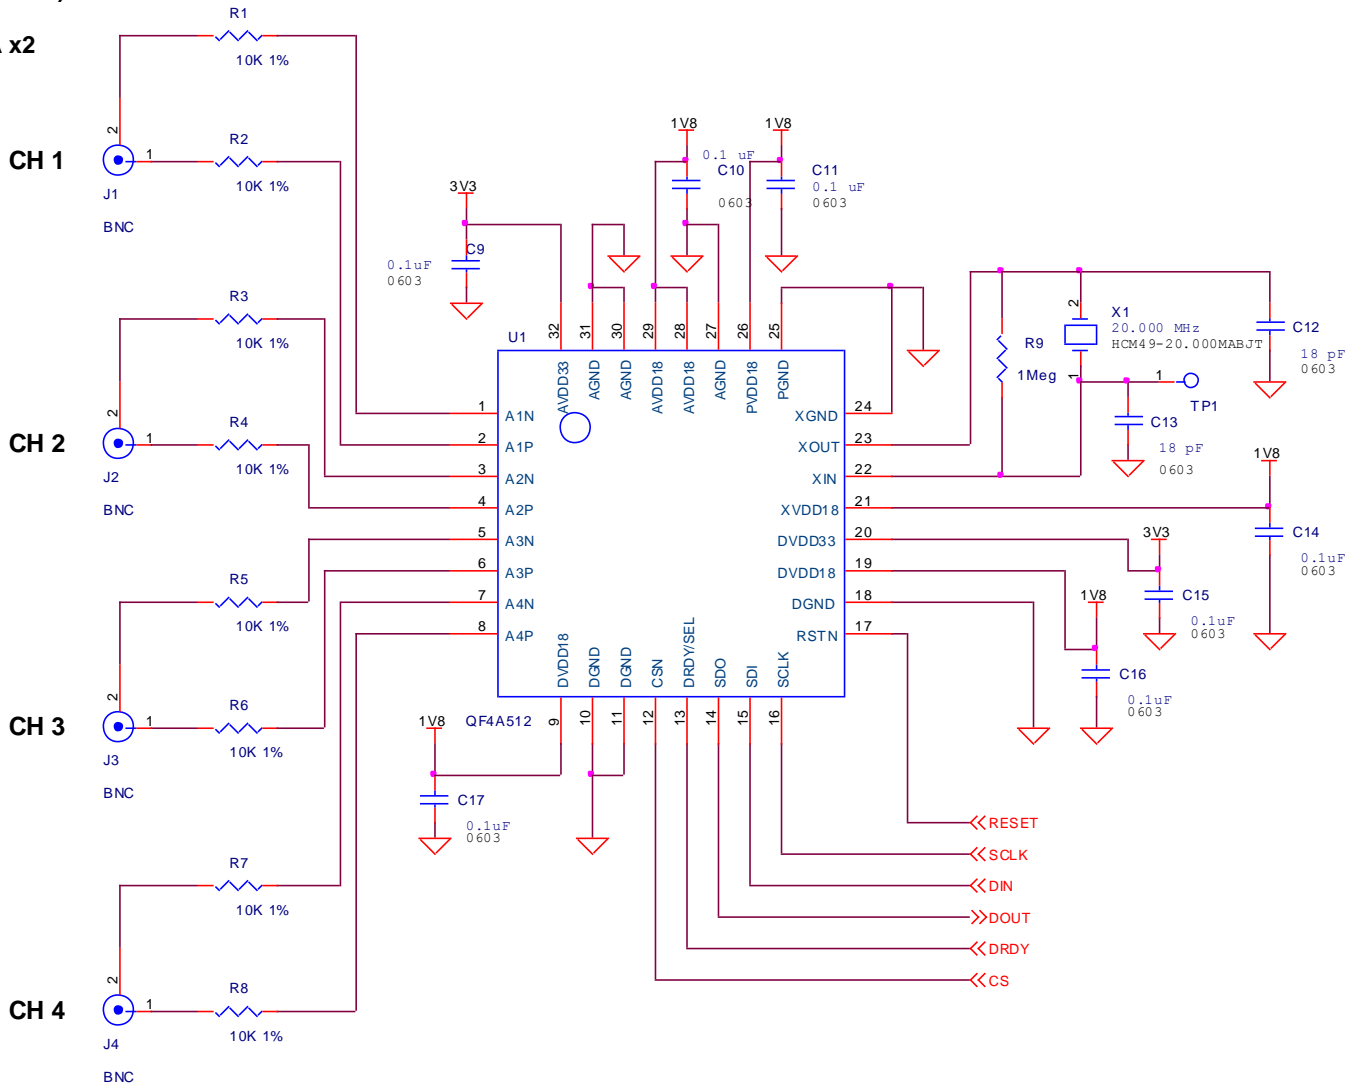 x2
R1
10K 1%
CH 1
2
1
J1
BNC
R2
10K 1%
CH 2
2
1
J2
BNC
R3
10K 1%
R4
10K 1%
CH 3
2
1
J3
BNC
R5
10K 1%
R6
10K 1%
CH 4
2
1
J4
BNC
R7
10K 1%
R8
10K 1%
3V3
C9
0.1uF
0603
1V8
0.1 uF
C10
0603
1V8
C11
0.1 uF
0603
U1
QF4A512
32 AVDD33
31 AGND
30 AGND
29 AVDD18
28 AVDD18
27 AGND
26 PVDD18
25 PGND
1 A1N
2 A1P
3 A2N
4 A2P
5 A3N
6 A3P
7 A4N
8 A4P
XGND 24
XOUT 23
XIN 22
XVDD18 21
DVDD33 20
DVDD18 19
DGND 18
RSTN 17
DVDD18 9
DGND 10
DGND 11
CSN 12
DRDY/SEL 13
SDO 14
SDI 15
SCLK 16
R9
1Meg
2
1
X1
20.000 MHz
HCM49-20.000MABJT
C12
18 pF
0603
1
TP1
C13
18 pF
0603
1V8
C14
0.1uF
0603
3V3
C15
0.1uF
0603
1V8
C16
0.1uF
0603
1V8
C17
0.1uF
0603
RESET
SCLK
DIN
DOUT
DRDY
CS